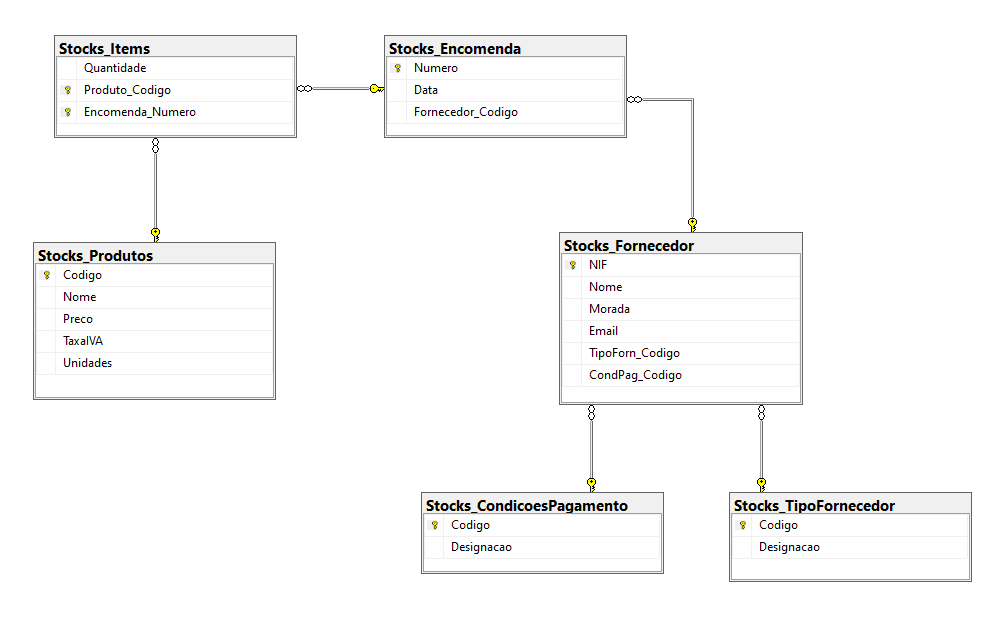 Stocks_Items
Quantidade
Produto_Codigo
Encomenda_Numero
Stocks_Encomenda
Numero
Data
Fornecedor_Codigo
Stocks_Produtos
Codigo
Nome
Preco
TaxaIVA
Unidades
Stocks_Fornecedor
NIF
Nome
Morada
Email
TipoForn_Codigo
CondPag_Codigo
Stocks_CondicoesPagamento
Codigo
Designacao
Stocks_TipoFornecedor
Codigo
Designacao